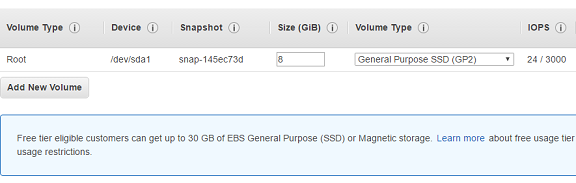 Volume Type Device Snapshot Size (GiB) Volume Type IOPS
Root /dev/sda1 snap-145ec73d 8 General Purpose SSD (GP2) 24 / 3000
Add New Volume
Free tier eligible customers can get up to 30 GB of EBS General Purpose (SSD) or Magnetic storage. Learn more about free usage tier
usage restrictions.